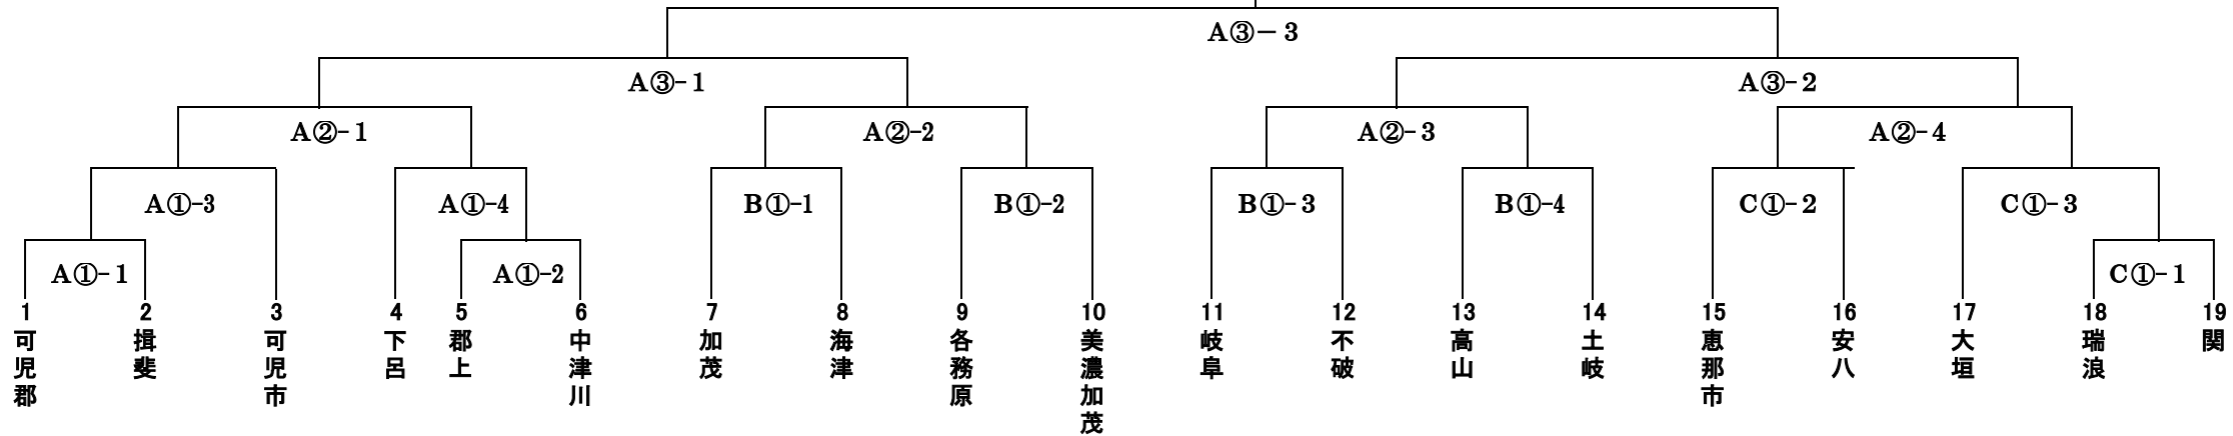 A③−3
A③-1
A③-2
A②-1
A②-2
A②-3
A②-4
A①-3
A①-4
B①-1
B①-2
B①-3
B①-4
C①-2
C①-3
A①-1
A①-2
C①-1
1
可児郡
2
揖斐
3
可児市
4
下呂
5
郡上
6
中津川
7
加茂
8
海津
9
各務原
10
美濃加茂
11
岐阜
12
不破
13
高山
14
土岐
15
恵那市
16
安八
17
大垣
18
瑞浪
19
関